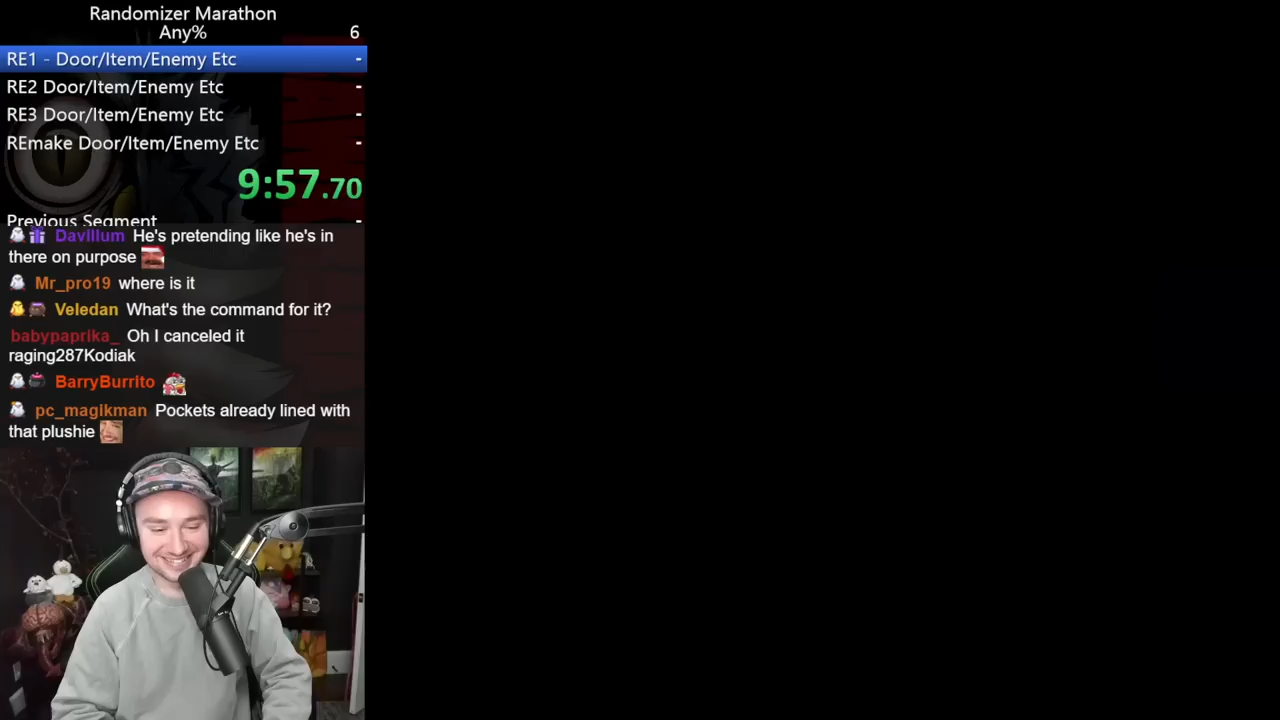 Randomizer Marathon
Any% 6
RE1 - Door/Item/Enemy Etc -
RE2 Door/Item/Enemy Etc -
RE3 Door/Item/Enemy Etc -
REmake Door/Item/Enemy Etc -
9:57.70
Previous Segment -
Davillum He's pretending like he's in
there on purpose
Mr_pro19 where is it
Veledan What's the command for it?
babypaprika_ Oh I canceled it
raging287Kodiak
BarryBurrito
pc_magikman Pockets already lined with
that plushie